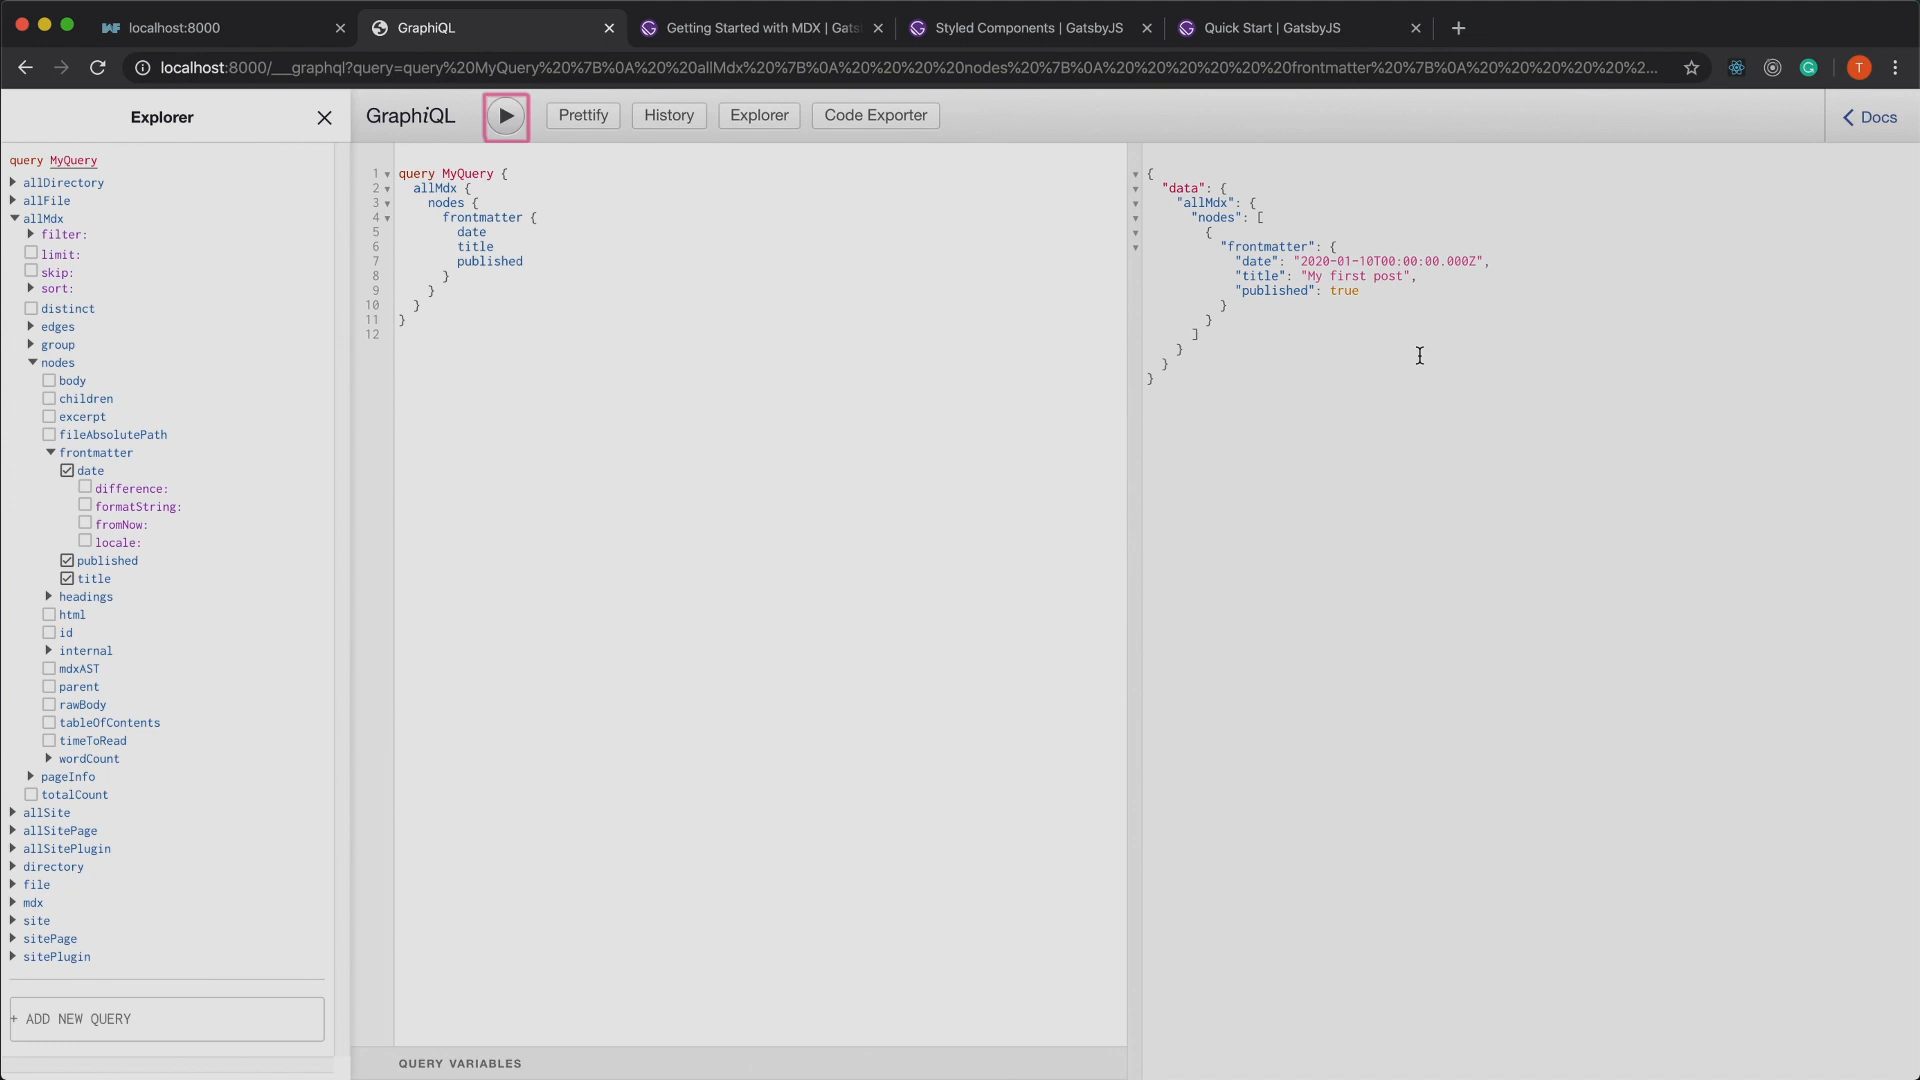 localhost:8000
GraphiQL
Getting Started with MDX | Gats
Styled Components | GatsbyJS
Quick Start | GatsbyJS
localhost:8000/___graphql?query=query%20MyQuery%20%7B%0A%20%20allMdx%20%7B%0A%20%20%20%20nodes%20%7B%0A%20%20%20%20%20%20frontmatter%20%7B%0A%20%20%20%20%20%20%20%2...
T
Explorer
GraphiQL
Prettify
History
Explorer
Code Exporter
Docs
query MyQuery
allDirectory
allFile
allMdx
filter:
limit:
skip:
sort:
distinct
edges
group
nodes
body
children
excerpt
fileAbsolutePath
frontmatter
date
difference:
formatString:
fromNow:
locale:
published
title
headings
html
id
internal
mdxAST
parent
rawBody
tableOfContents
timeToRead
wordCount
pageInfo
totalCount
allSite
allSitePage
allSitePlugin
directory
file
mdx
site
sitePage
sitePlugin
+ ADD NEW QUERY
1 query MyQuery {
2 allMdx {
3 nodes {
4 frontmatter {
5 date
6 title
7 published
8 }
9 }
10 }
11 }
12
QUERY VARIABLES
{
"data": {
"allMdx": {
"nodes": [
{
"frontmatter": {
"date": "2020-01-10T00:00:00.000Z",
"title": "My first post",
"published": true
}
}
]
}
}
}